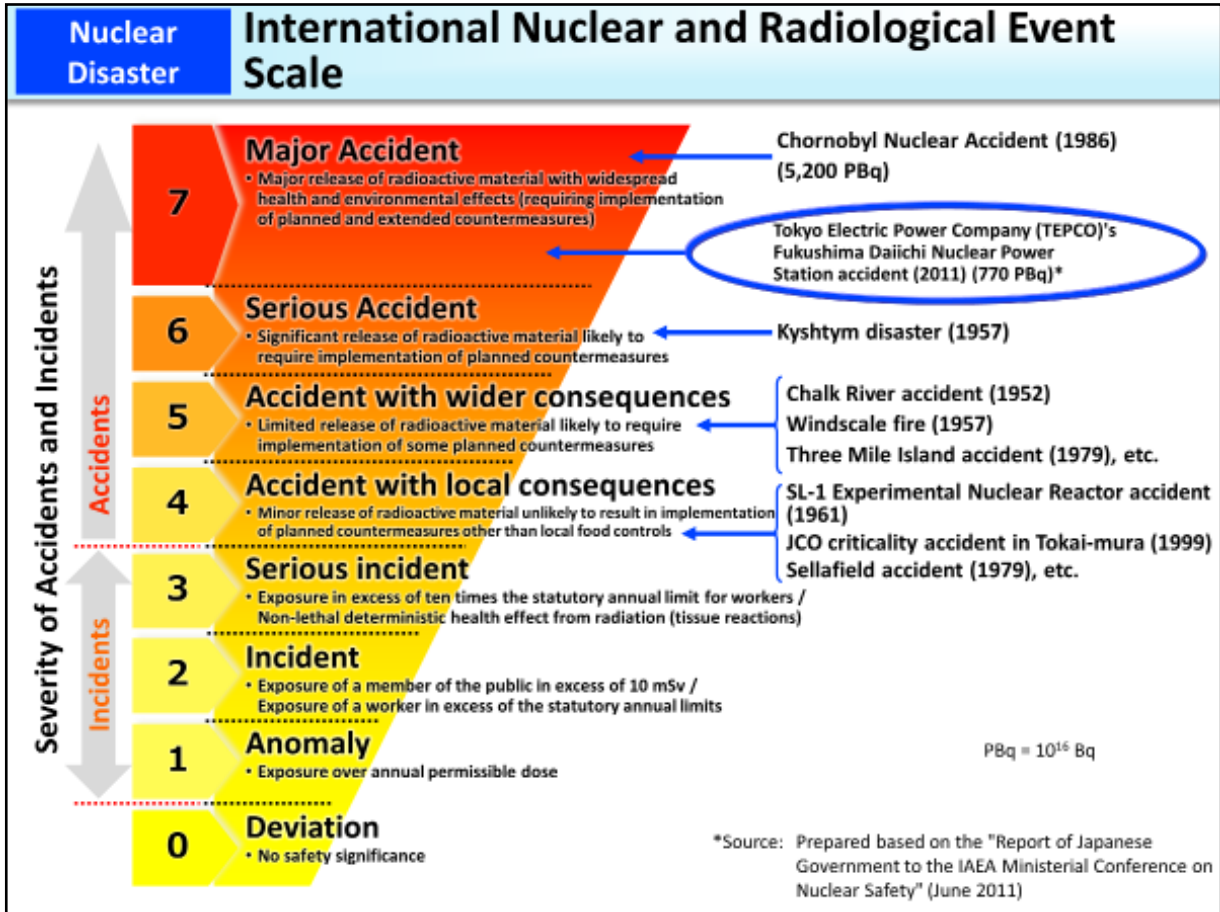 Nuclear
Disaster
International Nuclear and Radiological Event
Scale
Severity of Accidents and Incidents
Accidents
Incidents
7
Major Accident
• Major release of radioactive material with widespread
health and environmental effects (requiring implementation
of planned and extended countermeasures)
Chornobyl Nuclear Accident (1986)
(5,200 PBq)
Tokyo Electric Power Company (TEPCO)'s
Fukushima Daiichi Nuclear Power
Station accident (2011) (770 PBq)*
6
Serious Accident
• Significant release of radioactive material likely to
require implementation of planned countermeasures
Kyshtym disaster (1957)
5
Accident with wider consequences
• Limited release of radioactive material likely to require
implementation of some planned countermeasures
Chalk River accident (1952)
Windscale fire (1957)
Three Mile Island accident (1979), etc.
4
Accident with local consequences
• Minor release of radioactive material unlikely to result in implementation
of planned countermeasures other than local food controls
SL-1 Experimental Nuclear Reactor accident
(1961)
JCO criticality accident in Tokai-mura (1999)
Sellafield accident (1979), etc.
3
Serious incident
• Exposure in excess of ten times the statutory annual limit for workers /
Non-lethal deterministic health effect from radiation (tissue reactions)
2
Incident
• Exposure of a member of the public in excess of 10 mSv /
Exposure of a worker in excess of the statutory annual limits
1
Anomaly
• Exposure over annual permissible dose
0
Deviation
• No safety significance
PBq = 10¹⁶ Bq
*Source: Prepared based on the "Report of Japanese
Government to the IAEA Ministerial Conference on
Nuclear Safety" (June 2011)